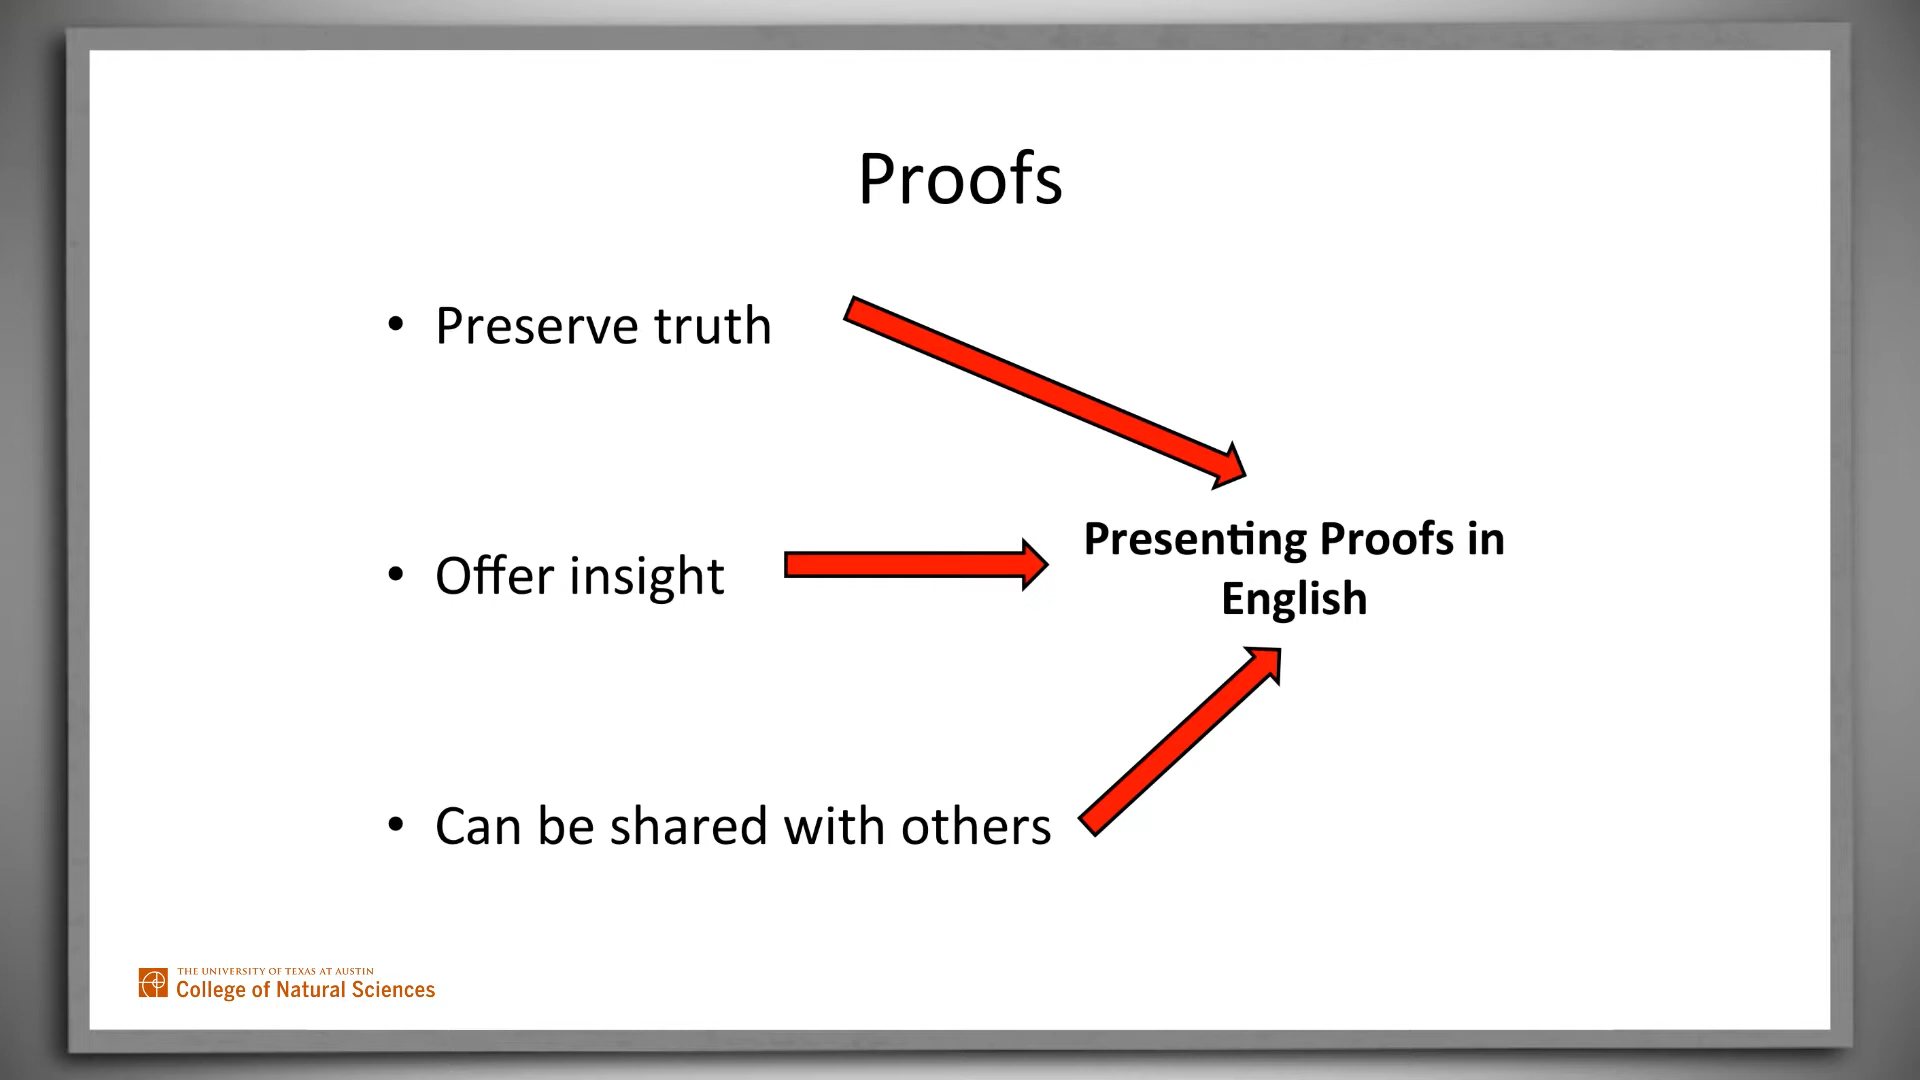 Proofs
• Preserve truth
• Offer insight
Presenting Proofs in
English
• Can be shared with others
THE UNIVERSITY OF TEXAS AT AUSTIN
College of Natural Sciences